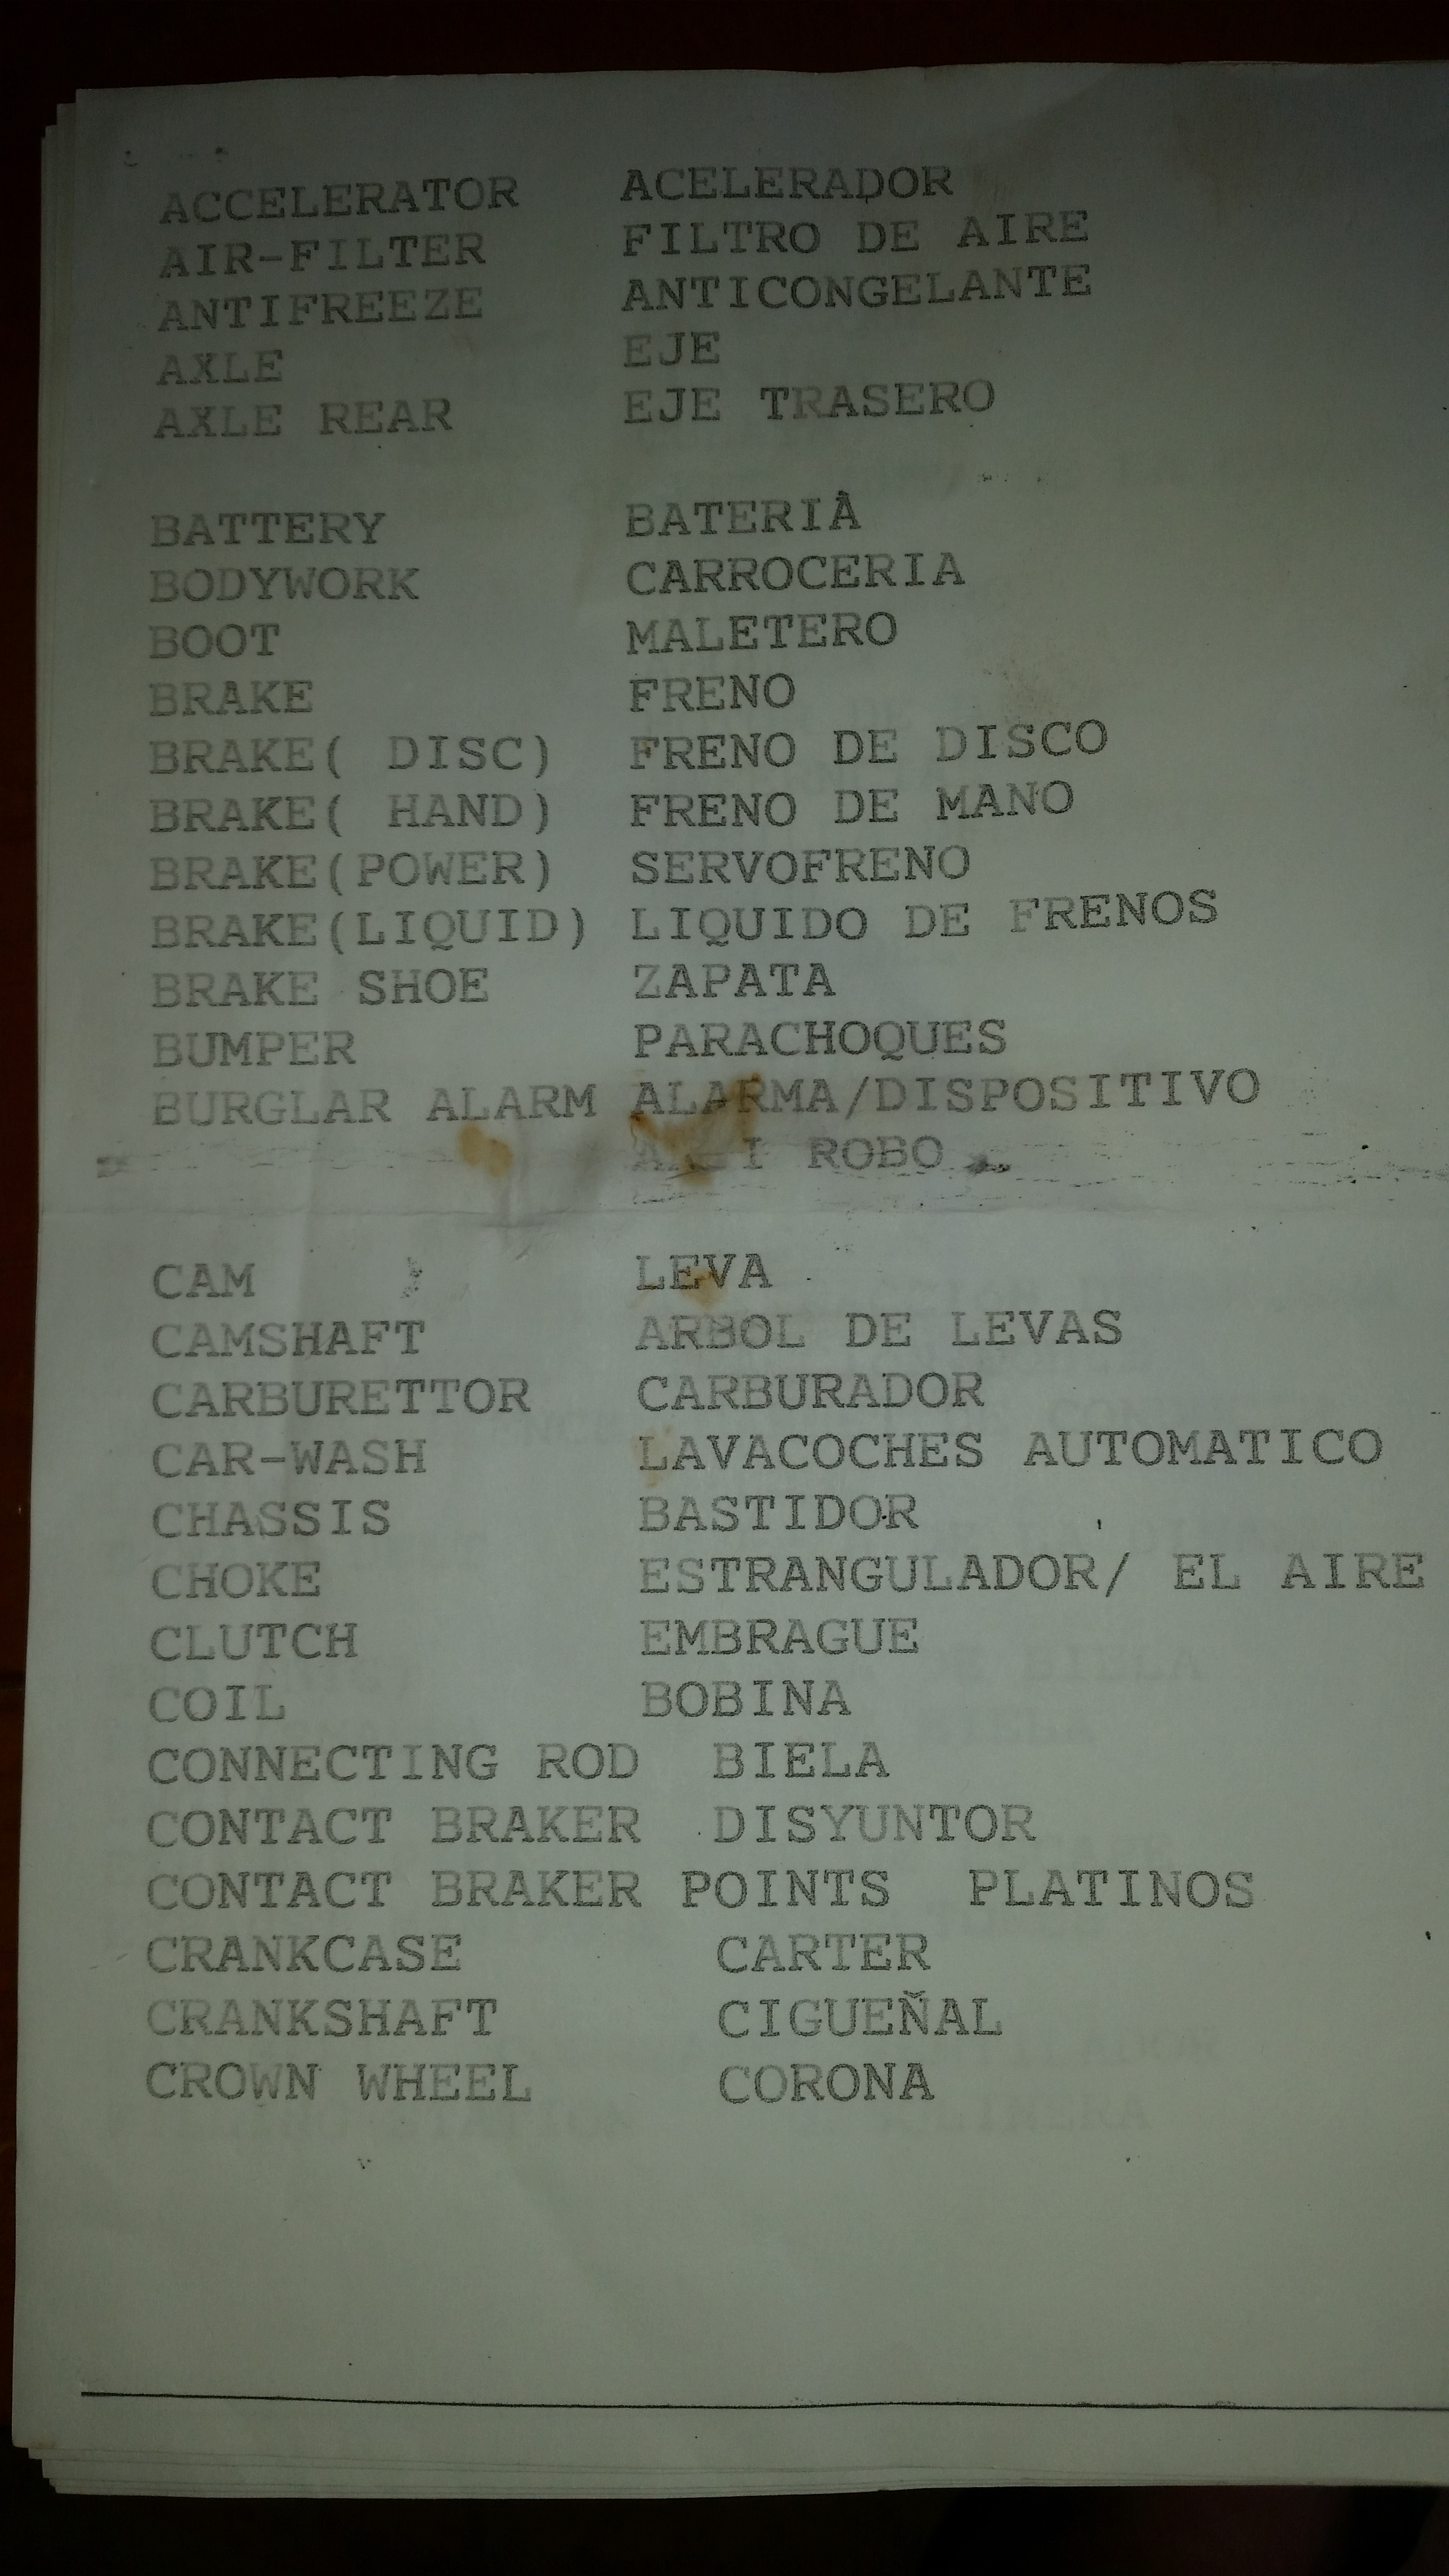 ACCELERATOR ACELERADOR
AIR-FILTER FILTRO DE AIRE
ANTIFREEZE ANTICONGELANTE
AXLE EJE
AXLE REAR EJE TRASERO
BATTERY BATERIÁ
BODYWORK CARROCERIA
BOOT MALETERO
BRAKE FRENO
BRAKE( DISC) FRENO DE DISCO
BRAKE( HAND) FRENO DE MANO
BRAKE(POWER) SERVOFRENO
BRAKE(LIQUID) LIQUIDO DE FRENOS
BRAKE SHOE ZAPATA
BUMPER PARACHOQUES
BURGLAR ALARM ALARMA/DISPOSITIVO
ROBO
CAM LEVA
CAMSHAFT ARBOL DE LEVAS
CARBURETTOR CARBURADOR
CAR-WASH LAVACOCHES AUTOMATICO
CHASSIS BASTIDOR
CHOKE ESTRANGULADOR/ EL AIRE
CLUTCH EMBRAGUE
COIL BOBINA
CONNECTING ROD BIELA
CONTACT BRAKER DISYUNTOR
CONTACT BRAKER POINTS PLATINOS
CRANKCASE CARTER
CRANKSHAFT CIGUEÑAL
CROWN WHEEL CORONA